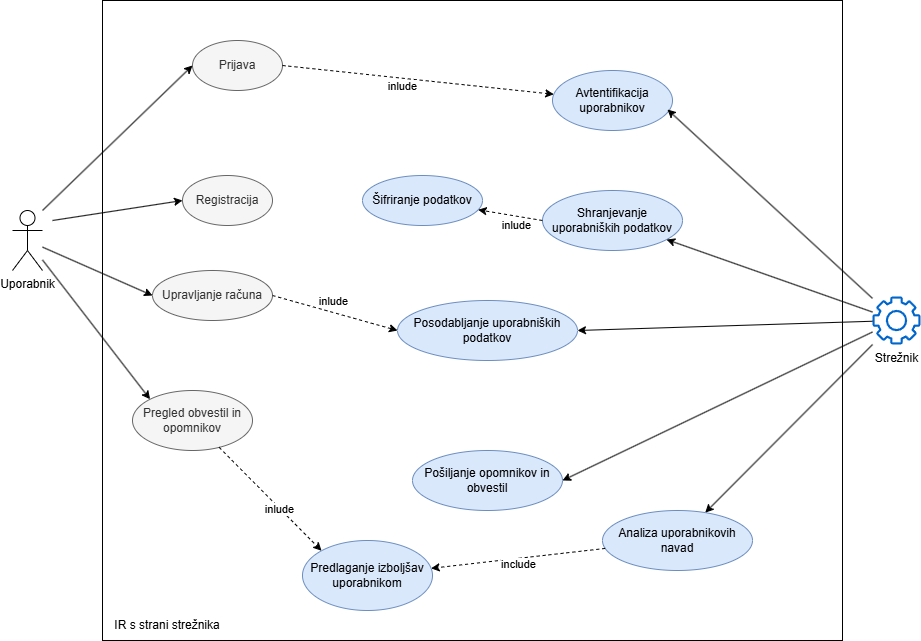 Prijava
inlude
Avtentifikacija
uporabnikov
Registracija
Šifriranje podatkov
inlude
Shranjevanje
uporabniških podatkov
Uporabnik
Upravljanje računa
inlude
Posodabljanje uporabniških
podatkov
Strežnik
Pregled obvestil in
opomnikov
Pošiljanje opomnikov in
obvestil
inlude
Analiza uporabnikovih
navad
include
Predlaganje izboljšav
uporabnikom
IR s strani strežnika